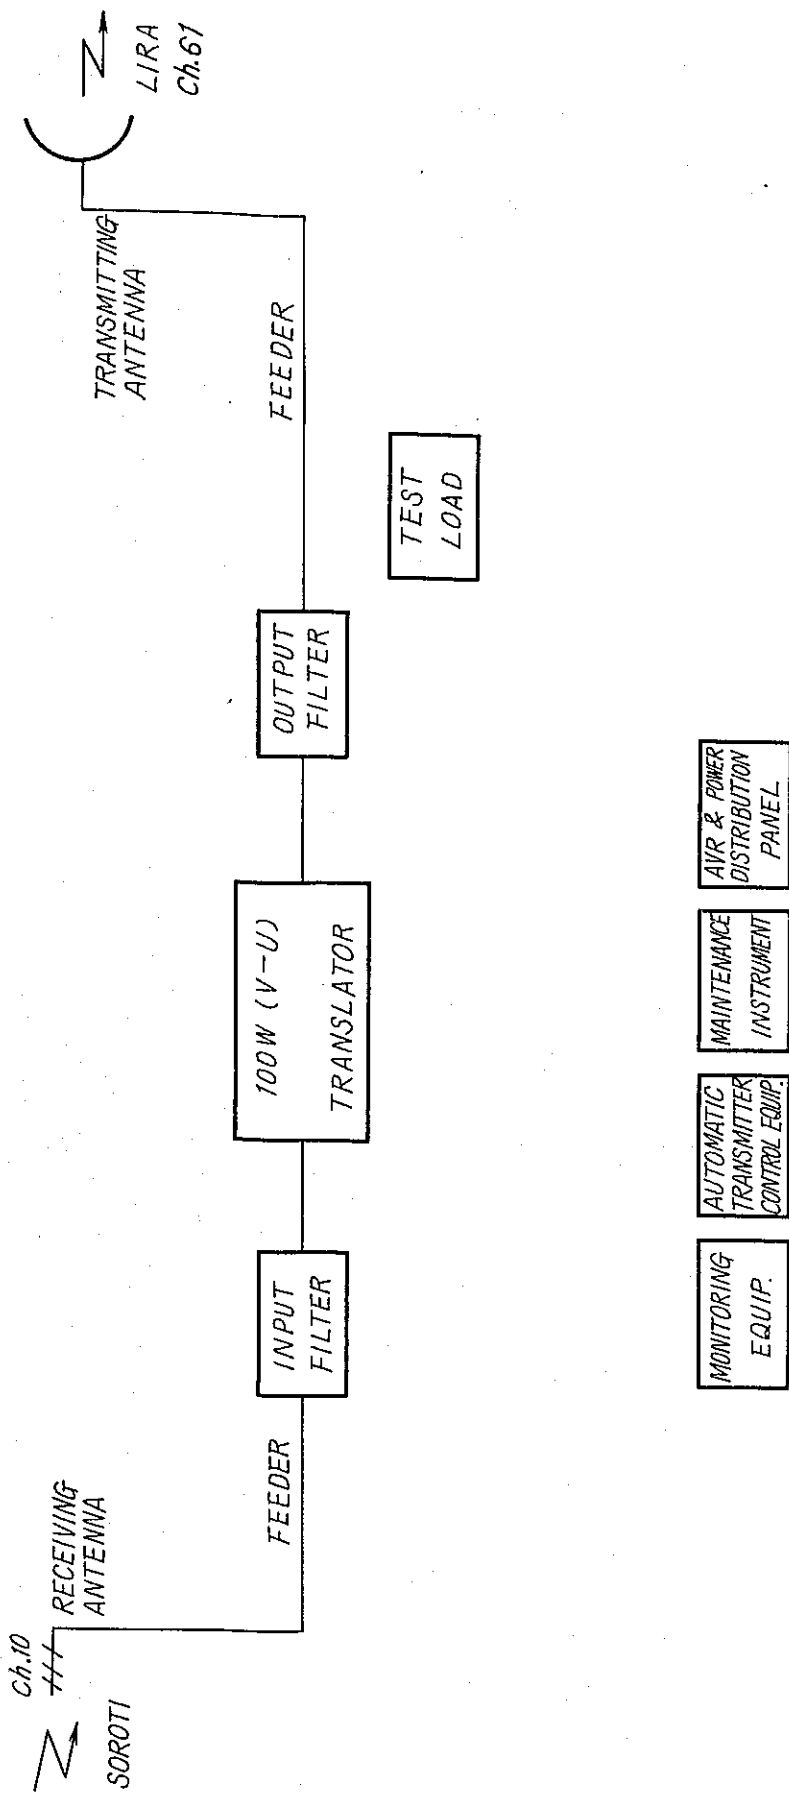 Ch.10
SOROTI
RECEIVING
ANTENNA
FEEDER
INPUT
FILTER
100W (V-U)
TRANSLATOR
OUTPUT
FILTER
FEEDER
TRANSMITTING
ANTENNA
LIRA
Ch.61
TEST
LOAD
MONITORING
EQUIP.
AUTOMATIC
TRANSMITTER
CONTROL EQUIP.
MAINTENANCE
INSTRUMENT
AVR & POWER
DISTRIBUTION
PANEL